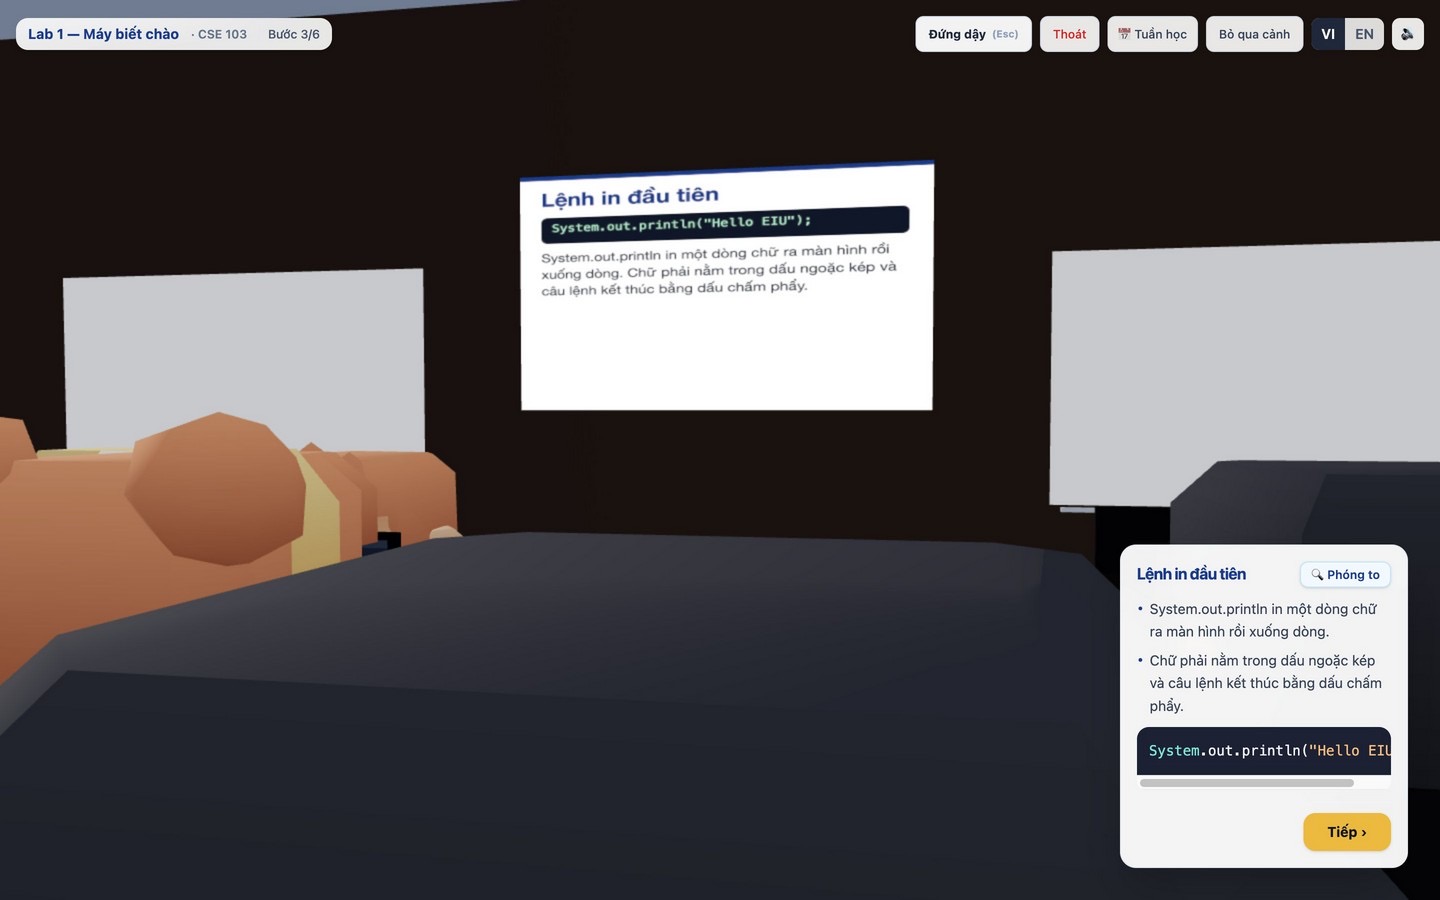 Lab 1 — Máy biết chào · CSE 103 Bước 3/6
Đứng dậy (Esc) Thoát 📅 Tuần học Bỏ qua cảnh VI EN
Lệnh in đầu tiên
System.out.println("Hello EIU");
System.out.println in một dòng chữ ra màn hình rồi
xuống dòng. Chữ phải nằm trong dấu ngoặc kép và
câu lệnh kết thúc bằng dấu chấm phẩy.
Lệnh in đầu tiên 🔍 Phóng to
• System.out.println in một dòng chữ
ra màn hình rồi xuống dòng.
• Chữ phải nằm trong dấu ngoặc kép
và câu lệnh kết thúc bằng dấu chấm
phẩy.
System.out.println("Hello EIU
Tiếp ›